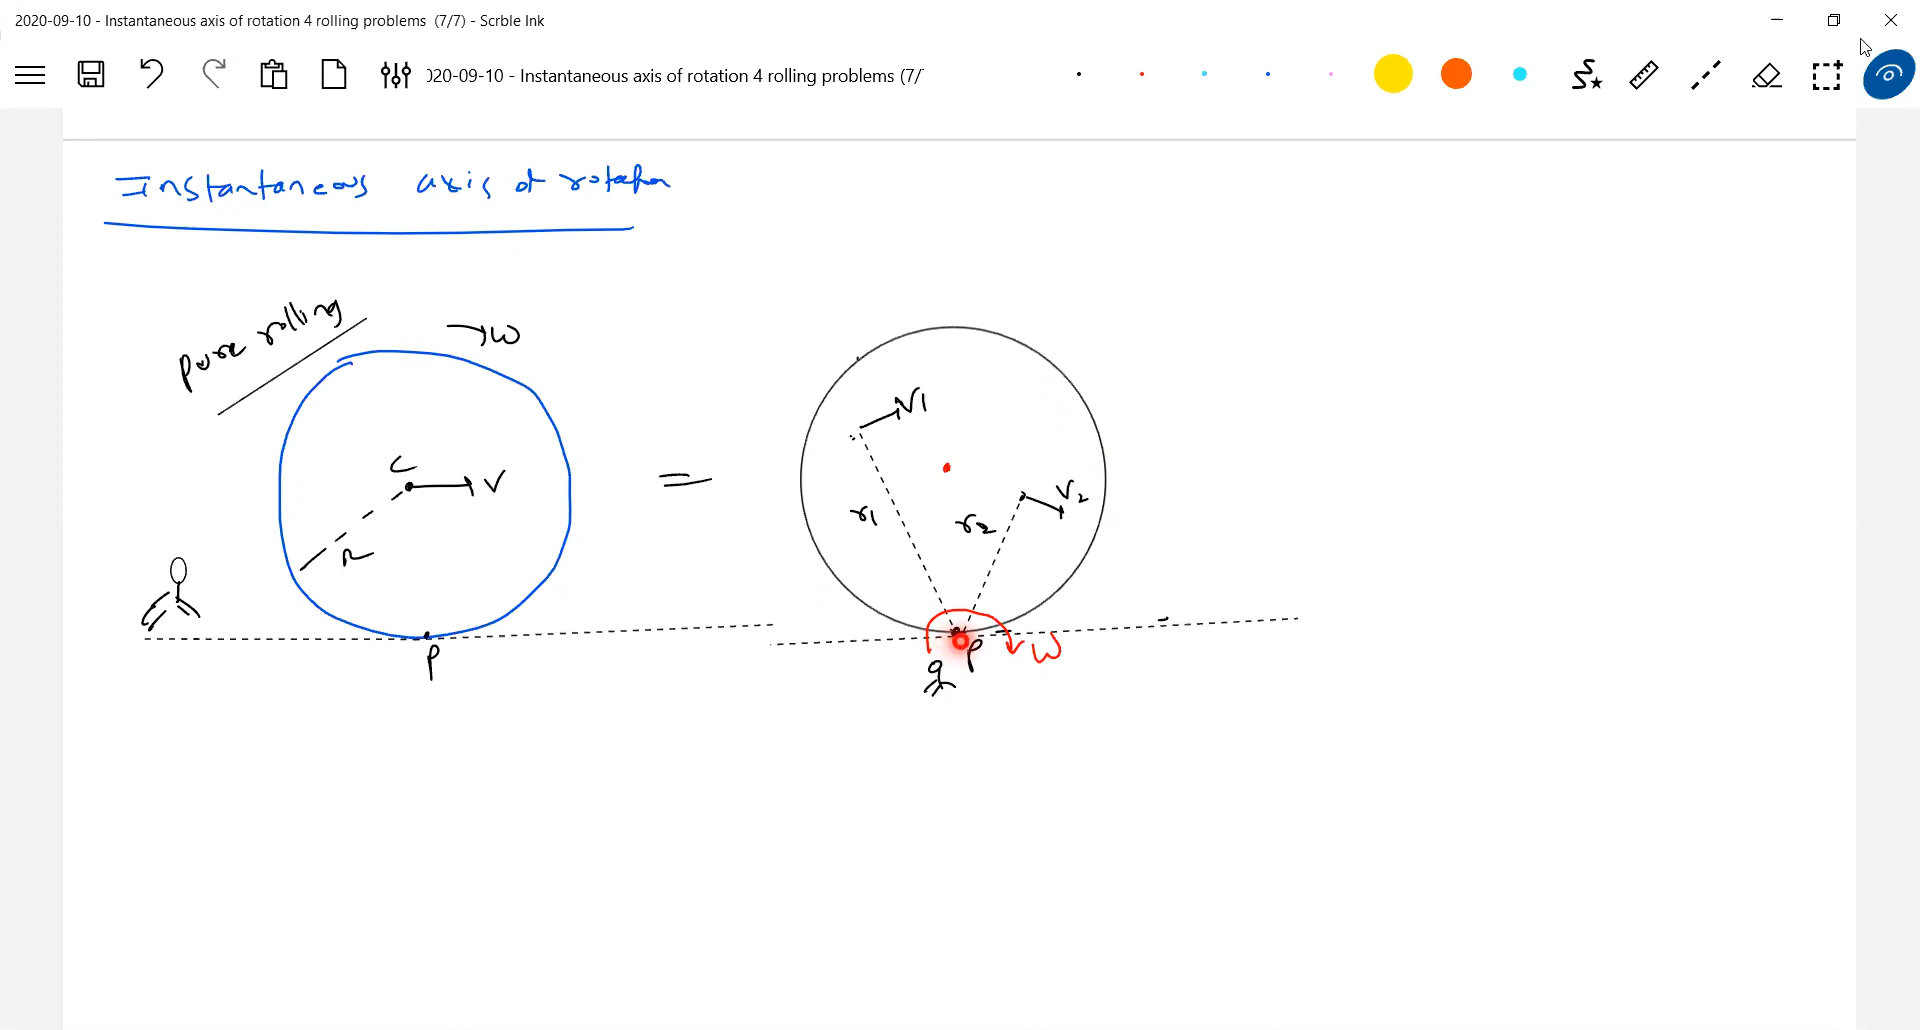 2020-09-10 - Instantaneous axis of rotation 4 rolling problems (7/7) - Scrble Ink
020-09-10 - Instantaneous axis of rotation 4 rolling problems (7/
Instantaneous axis of rotation
pure rolling
ω
C
V
R
P
=
V1
r1
r2
V2
P
ω